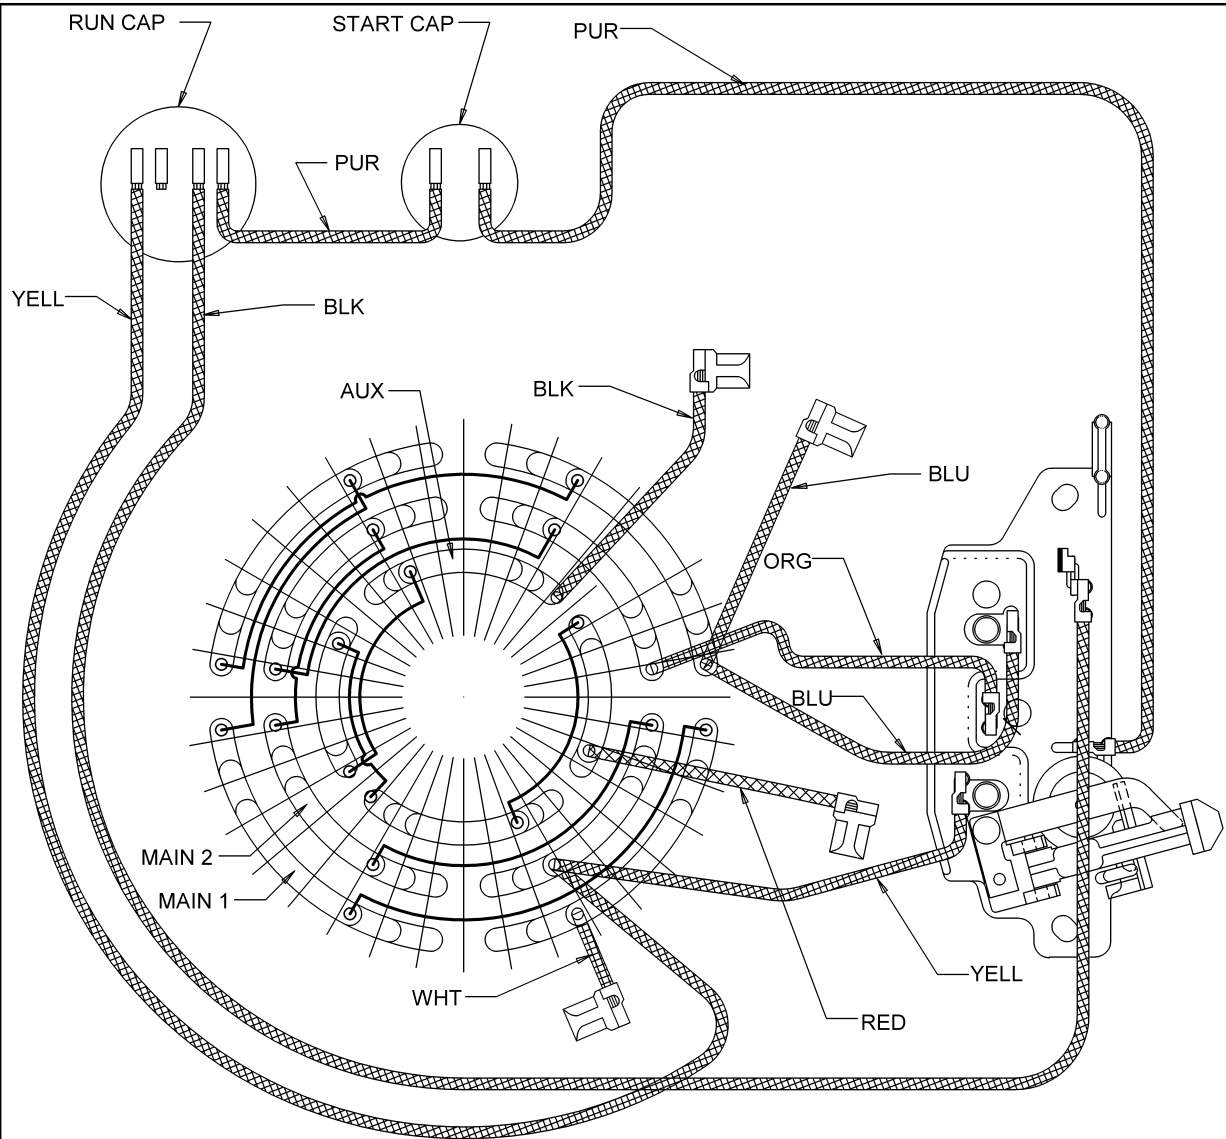 RUN CAP
START CAP
PUR
PUR
YELL
BLK
AUX
BLK
BLU
ORG
BLU
MAIN 2
MAIN 1
WHT
YELL
RED